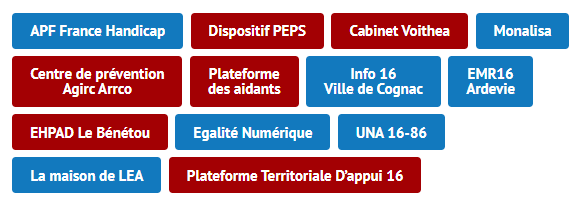 APF France Handicap
Dispositif PEPS
Cabinet Voithea
Monalisa
Centre de prévention
Agirc Arrco
Plateforme
des aidants
Info 16
Ville de Cognac
EMR16
Ardevie
EHPAD Le Bénétou
Egalité Numérique
UNA 16-86
La maison de LEA
Plateforme Territoriale D'appui 16